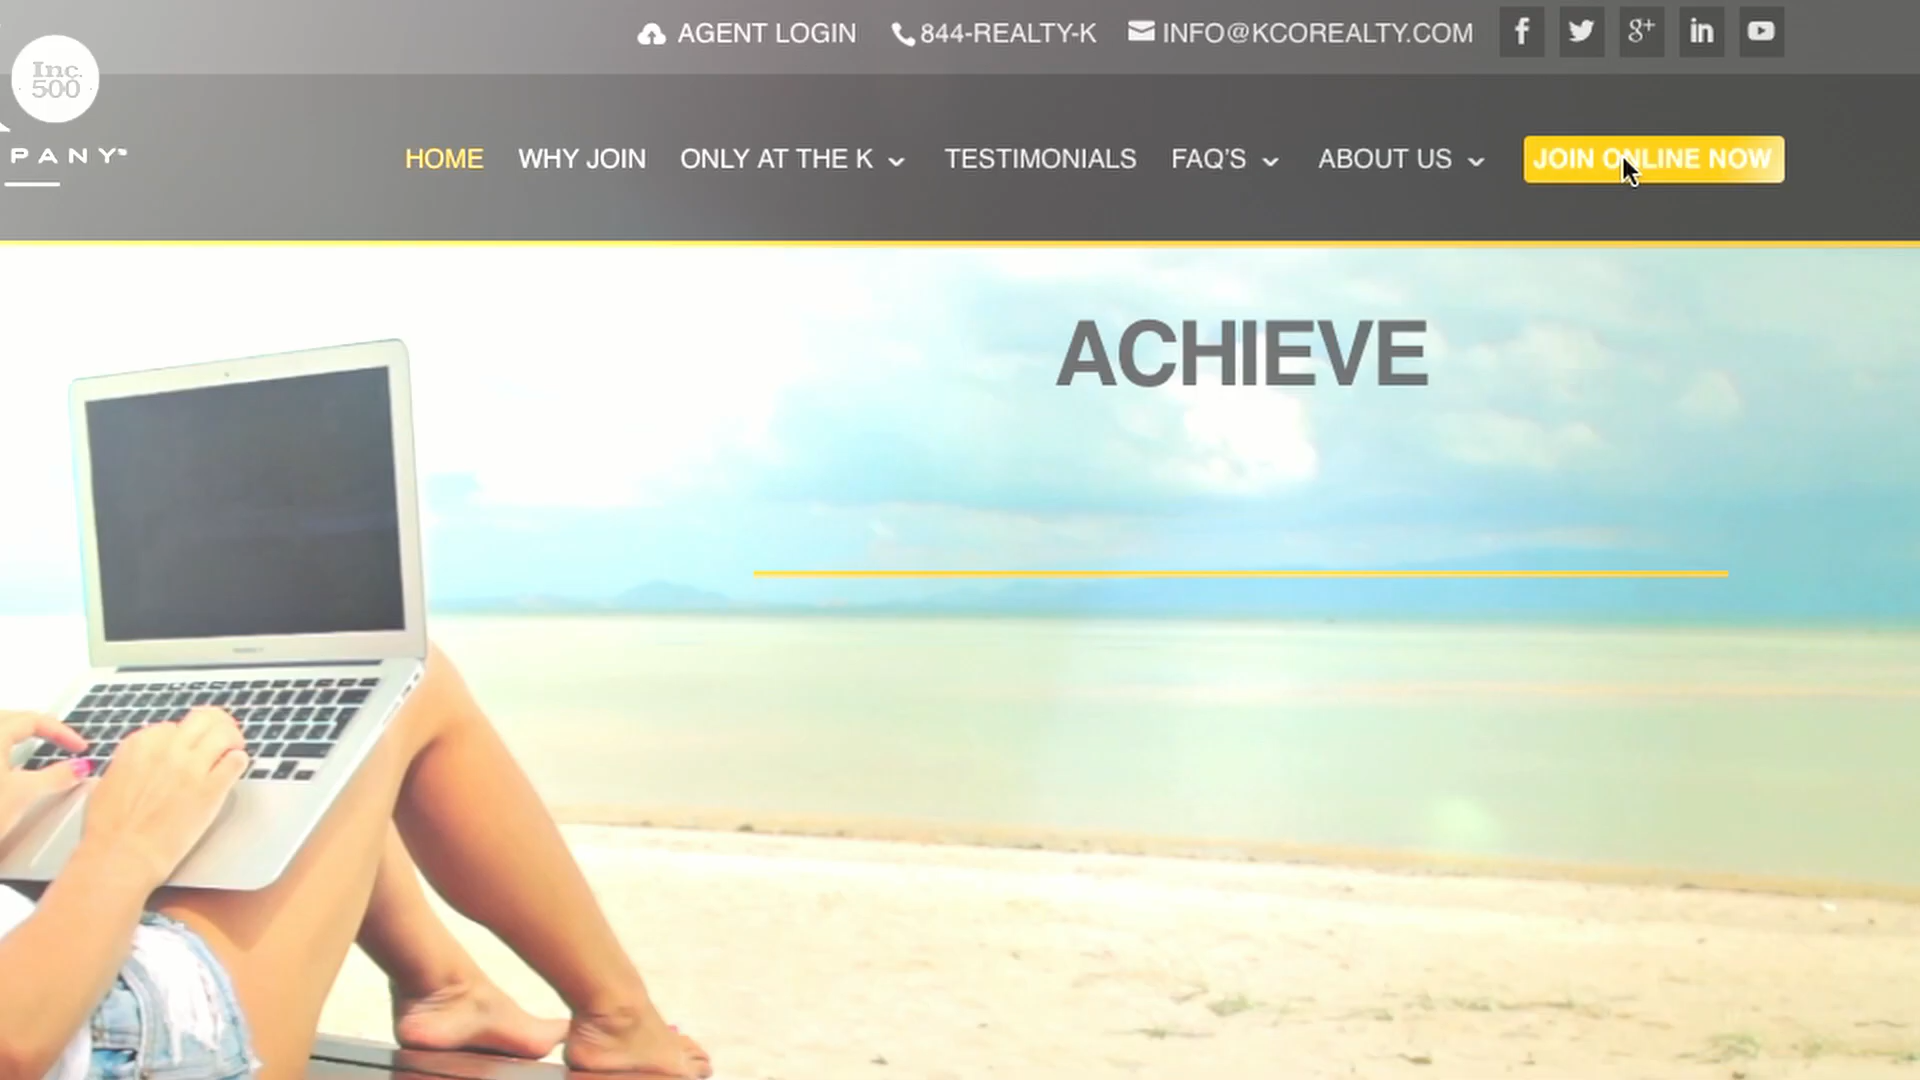 AGENT LOGIN 844-REALTY-K INFO@KCOREALTY.COM f g+ in
Inc.
500
PANY
HOME WHY JOIN ONLY AT THE K TESTIMONIALS FAQ'S ABOUT US JOIN ONLINE NOW
ACHIEVE